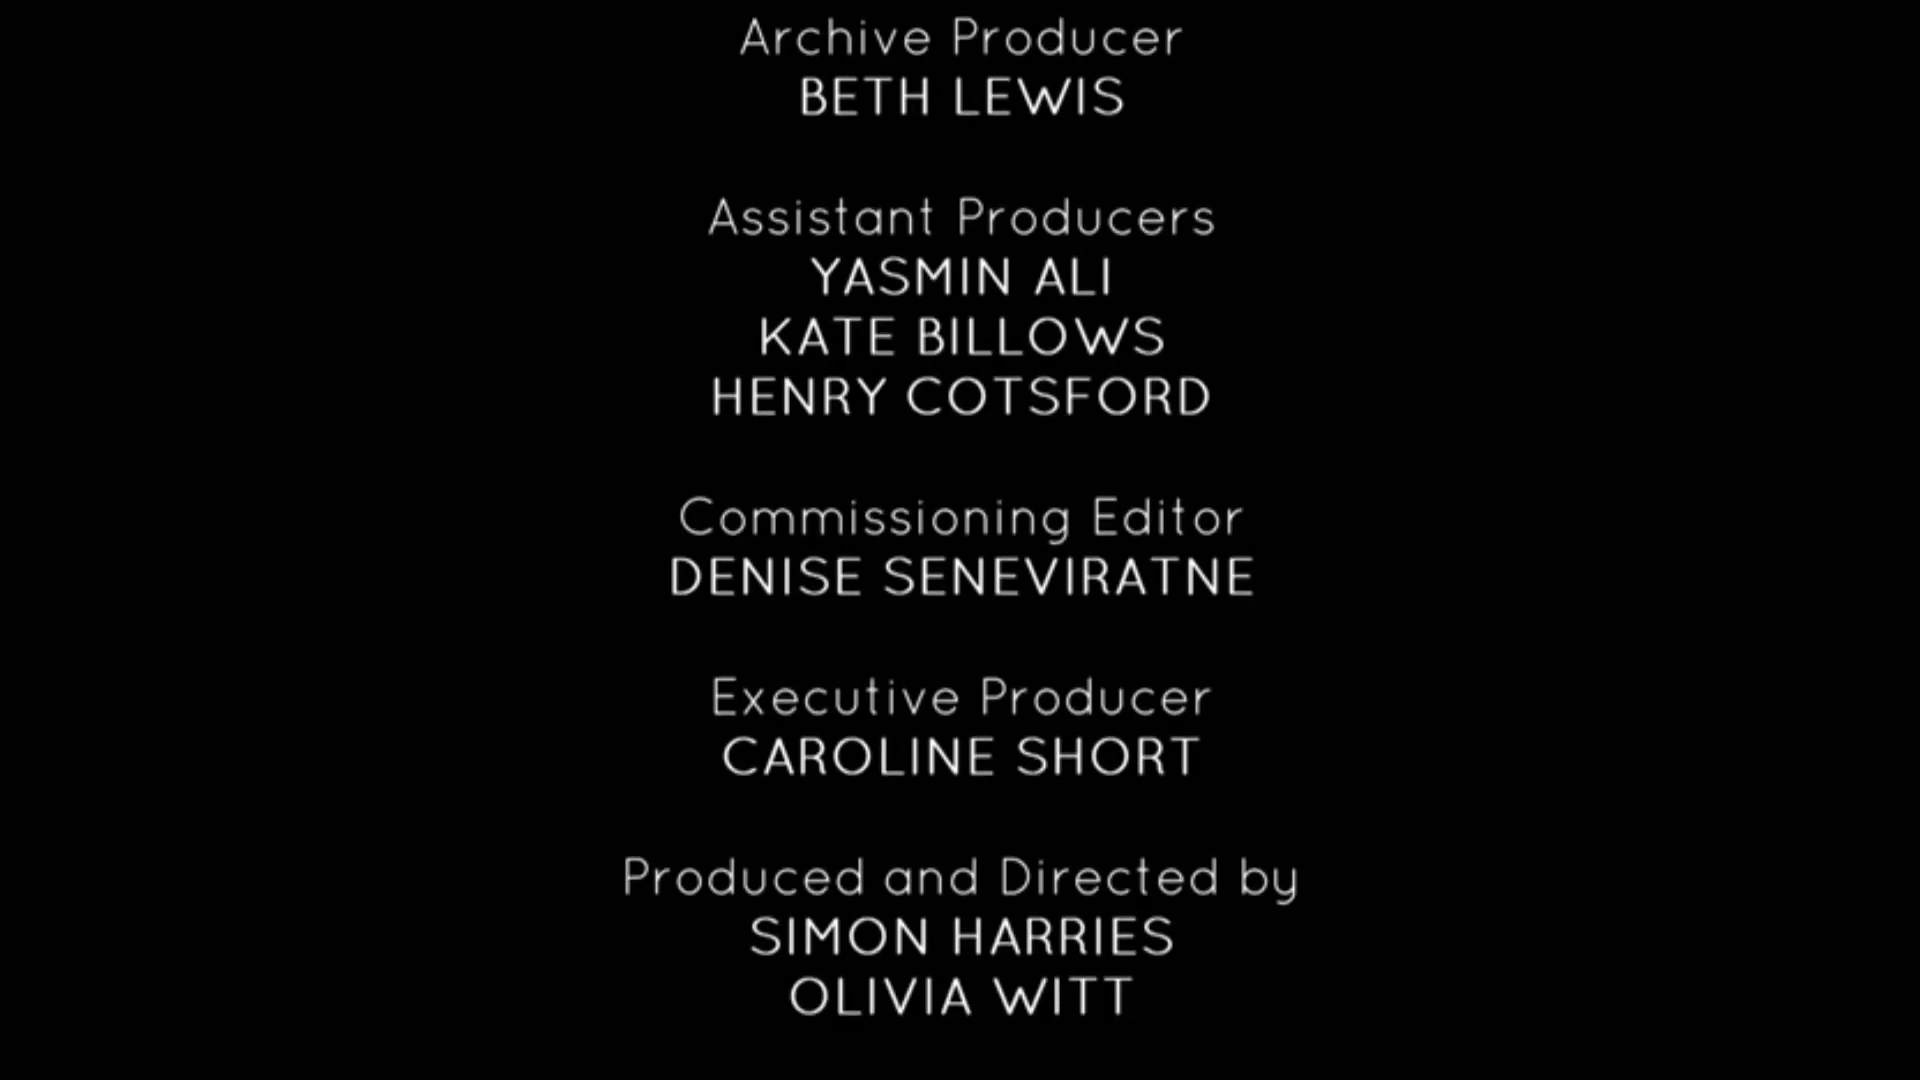 Archive Producer
BETH LEWIS
Assistant Producers
YASMIN ALI
KATE BILLOWS
HENRY COTSFORD
Commissioning Editor
DENISE SENEVIRATNE
Executive Producer
CAROLINE SHORT
Produced and Directed by
SIMON HARRIES
OLIVIA WITT